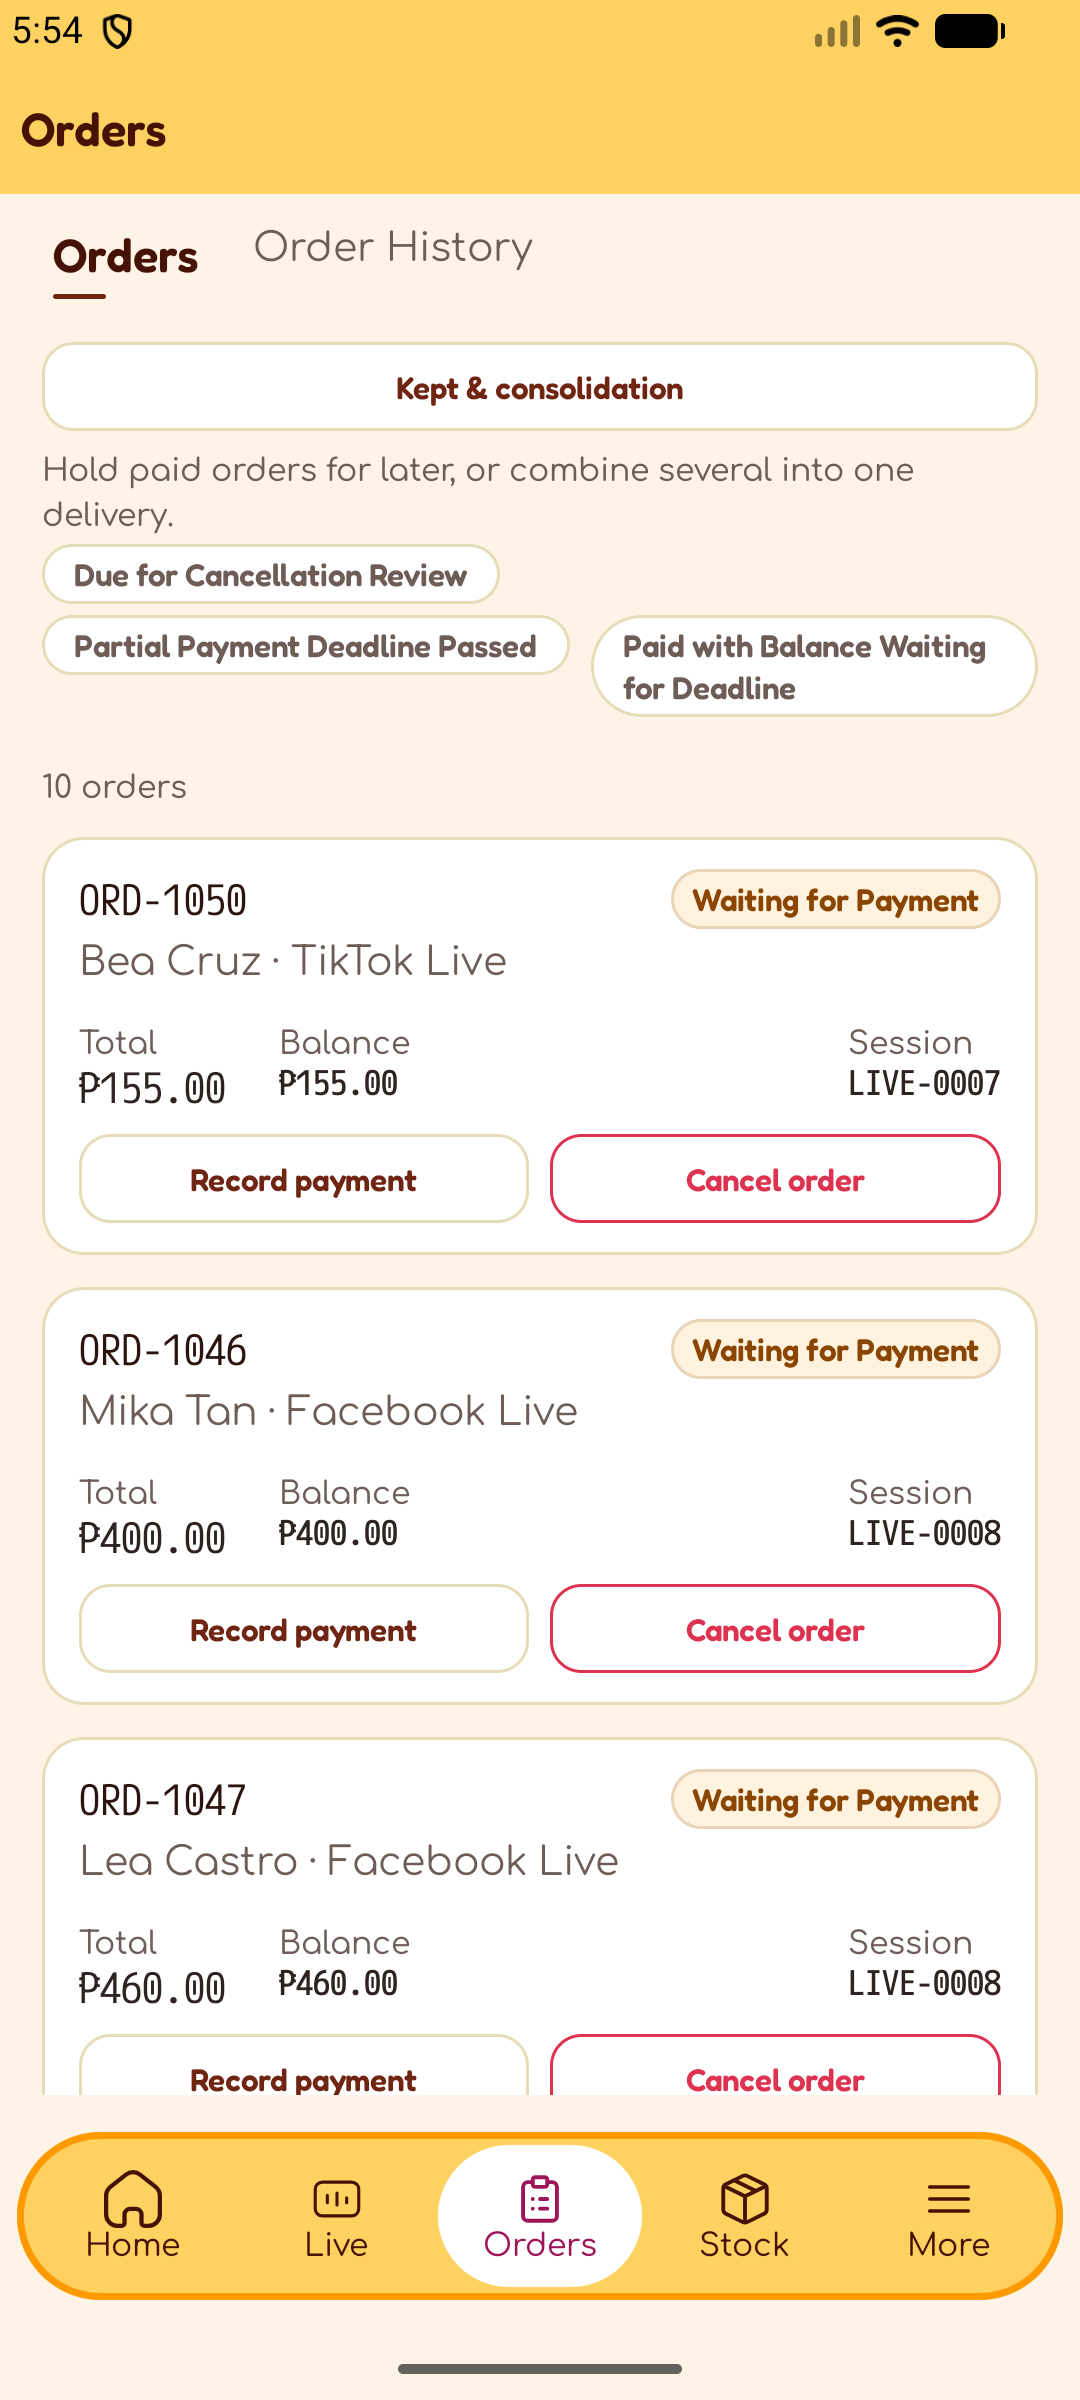 5:54
Orders
Orders
Order History
Kept & consolidation
Hold paid orders for later, or combine several into one
delivery.
Due for Cancellation Review
Partial Payment Deadline Passed
Paid with Balance Waiting
for Deadline
10 orders
ORD-1050
Waiting for Payment
Bea Cruz · TikTok Live
Total
Balance
Session
₱155.00
₱155.00
LIVE-0007
Record payment
Cancel order
ORD-1046
Waiting for Payment
Mika Tan · Facebook Live
Total
Balance
Session
₱400.00
₱400.00
LIVE-0008
Record payment
Cancel order
ORD-1047
Waiting for Payment
Lea Castro · Facebook Live
Total
Balance
Session
₱460.00
₱460.00
LIVE-0008
Record payment
Cancel order
Home
Live
Orders
Stock
More